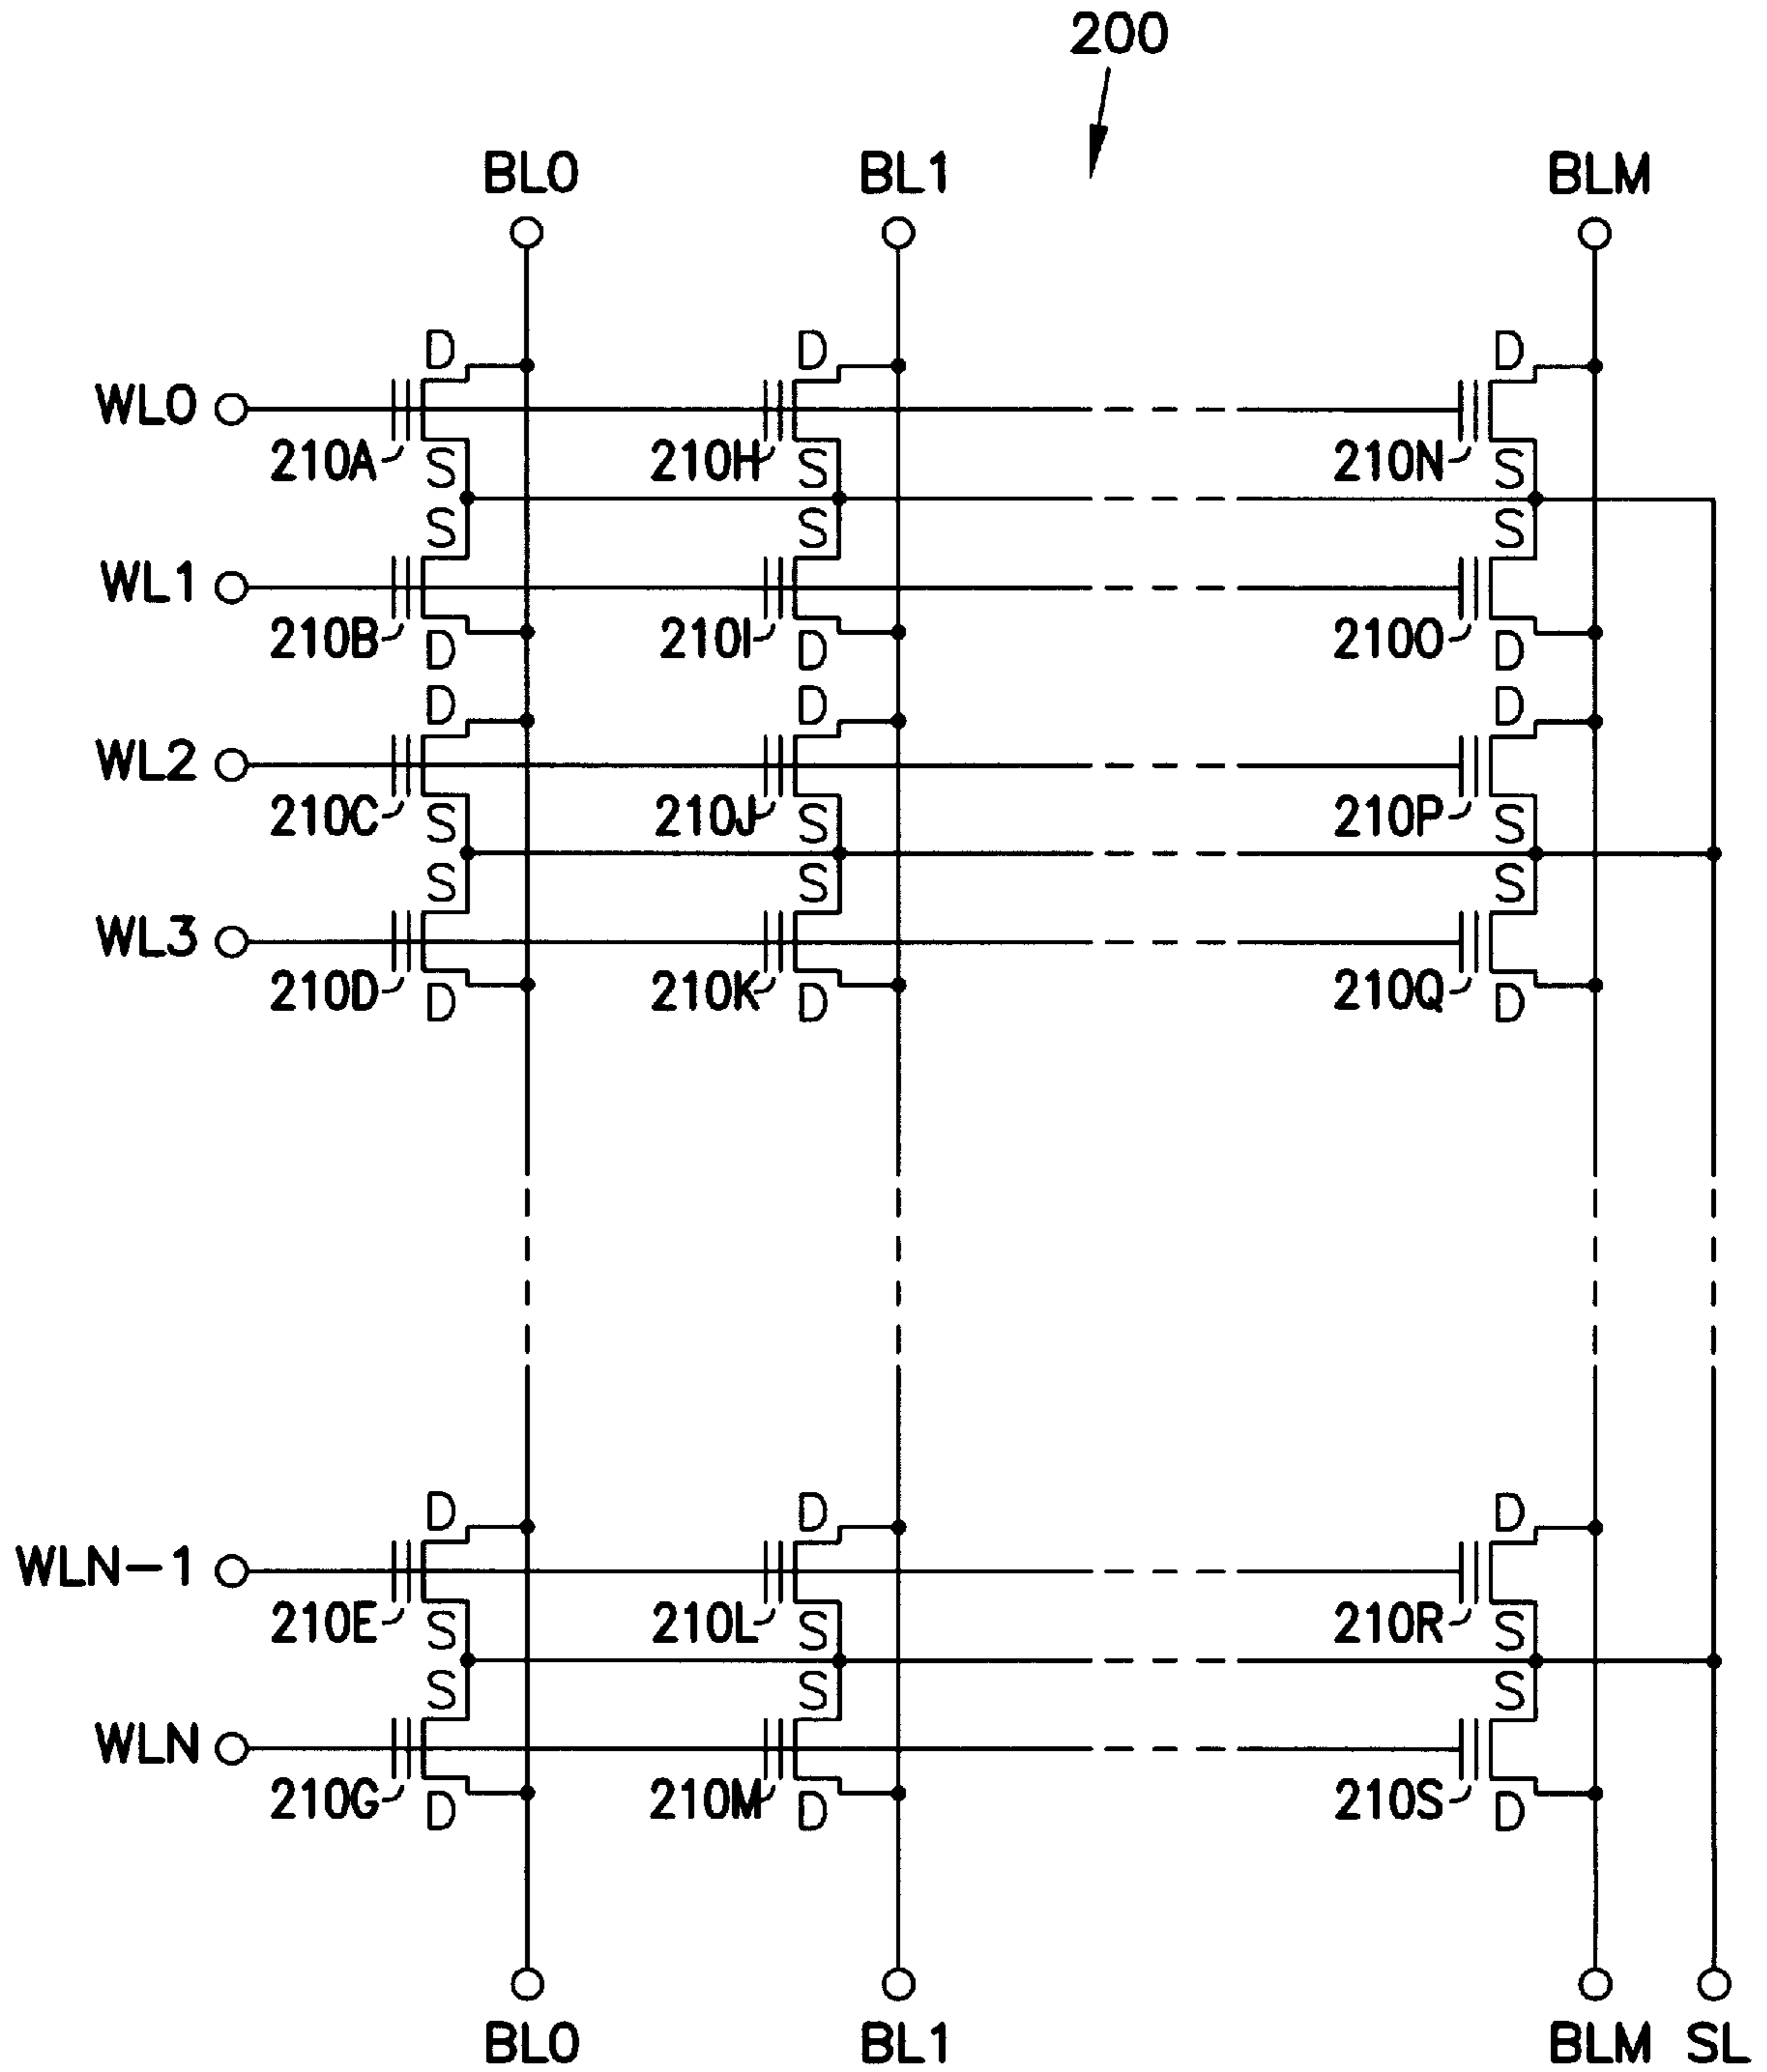 200
BL0 BL1 BLM
D D D
WL0
210A 210H 210N
S S S
S S S
WL1
210B 210I 210O
D D D
D D D
WL2
210C 210J 210P
S S S
S S S
WL3
210D 210K 210Q
D D D
D D D
WLN-1
210E 210L 210R
S S S
S S S
WLN
210G 210M 210S
D D D
BL0 BL1 BLM SL